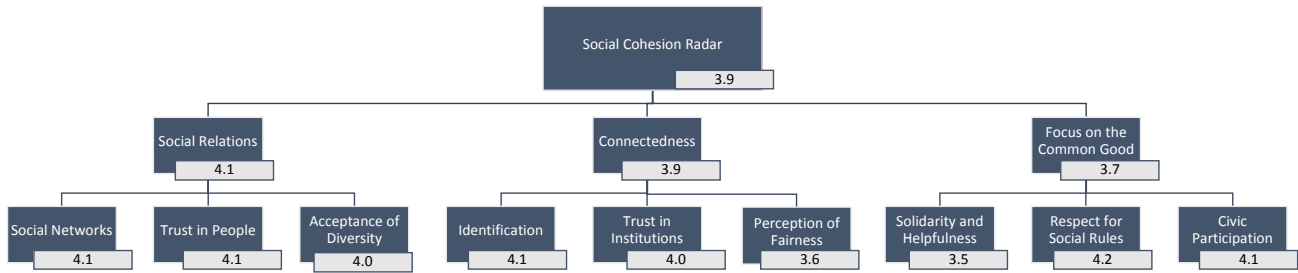 Social Cohesion Radar
3.9
Social Relations
4.1
Connectedness
3.9
Focus on the
Common Good
3.7
Social Networks
4.1
Trust in People
4.1
Acceptance of
Diversity
4.0
Identification
4.1
Trust in
Institutions
4.0
Perception of
Fairness
3.6
Solidarity and
Helpfulness
3.5
Respect for
Social Rules
4.2
Civic
Participation
4.1